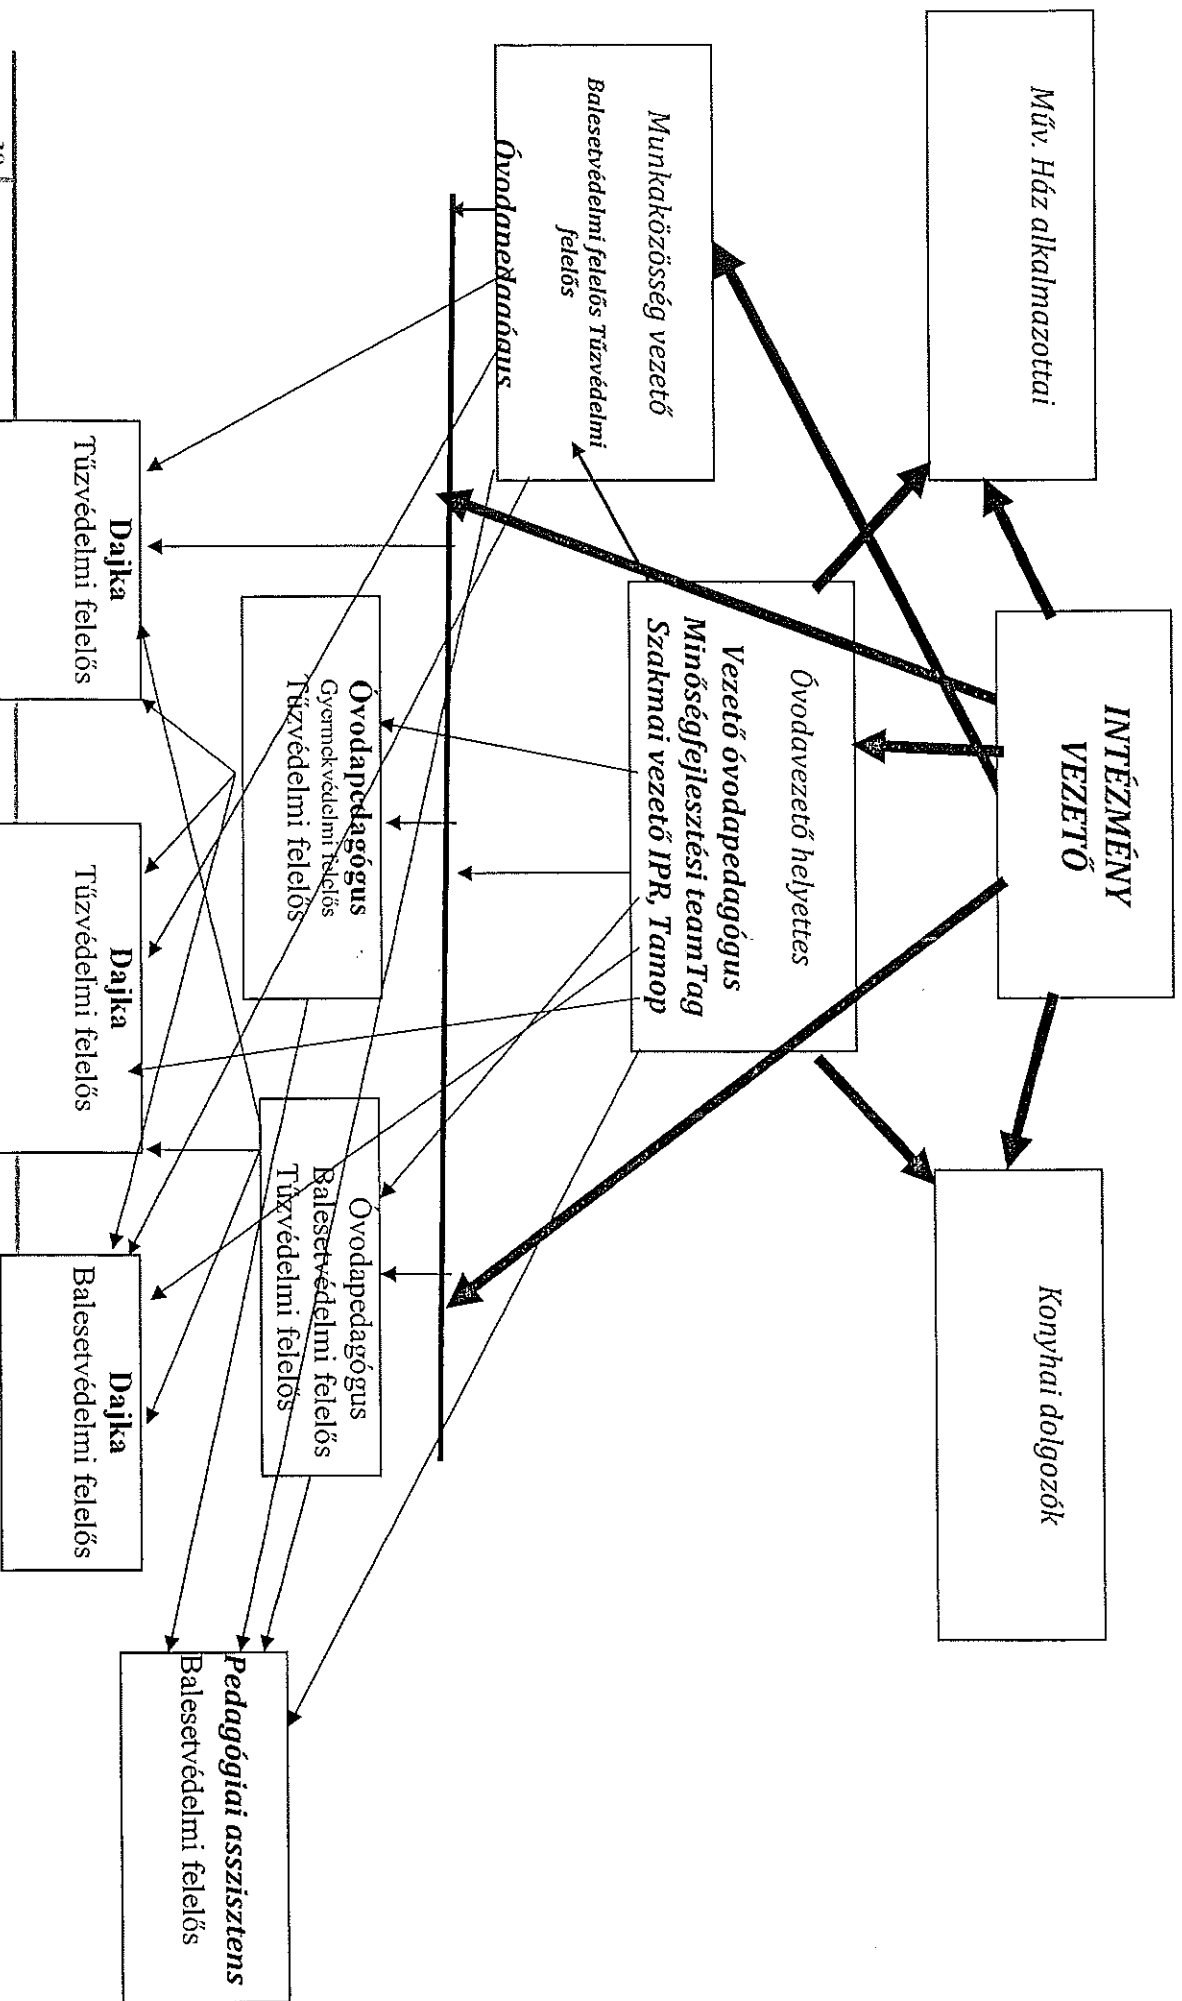 INTÉZMÉNY
VEZETŐ
Műv. Ház alkalmazottai
Konyhai dolgozók
Óvodavezető helyettes
Vezető óvodapedagógus
Minőségfejlesztési teamTag
Szakmai vezető IPR, Tamop
Munkaközösség vezető
Balesetvédelmi felelős Tűzvédelmi
felelős
Óvodapedagógus
Óvodapedagógus
Gyermekvédelmi felelős
Tűzvédelmi felelős
Óvodapedagógus
Balesetvédelmi felelős
Tűzvédelmi felelős
Dajka
Tűzvédelmi felelős
Dajka
Tűzvédelmi felelős
Dajka
Balesetvédelmi felelős
Pedagógiai asszisztens
Balesetvédelmi felelős